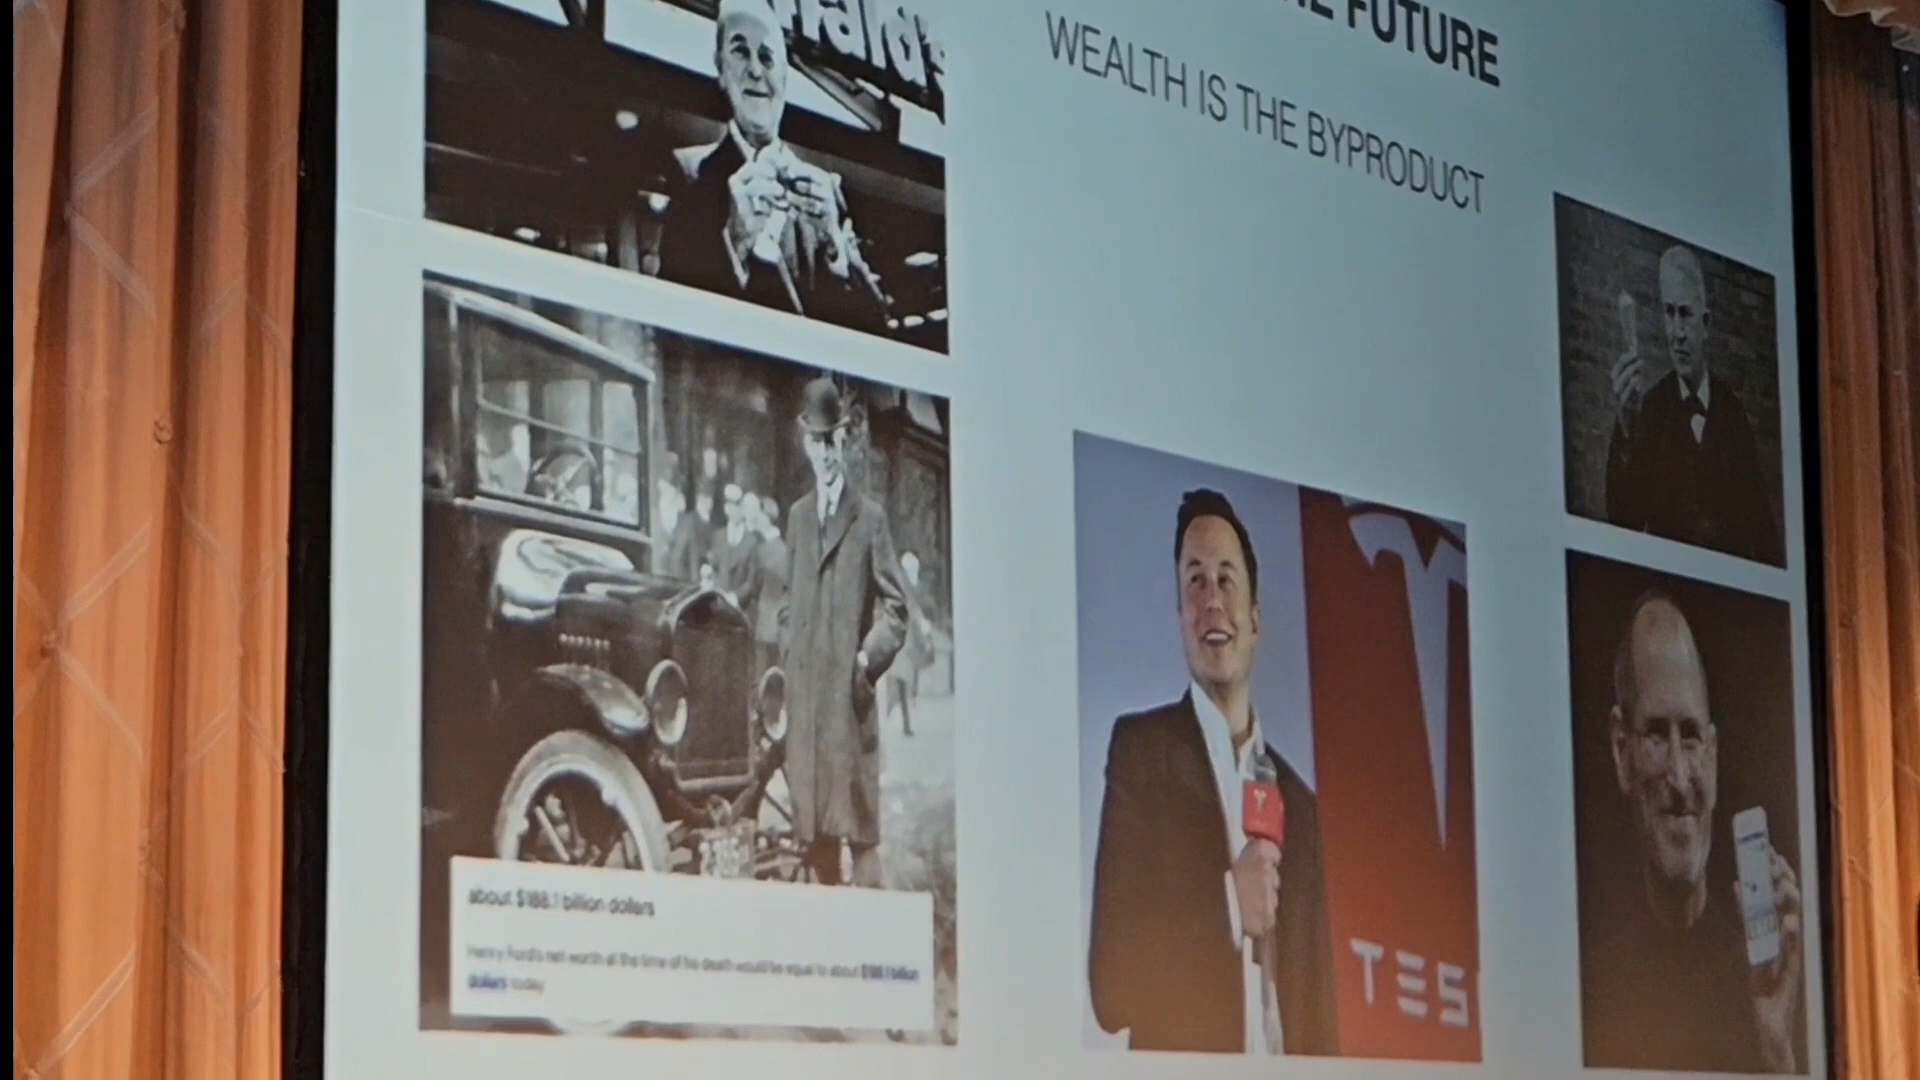 FUTURE
WEALTH IS THE BYPRODUCT
about $188.1 billion dollars
Henry Ford's net worth at the time of his death would be equal to about $188.1 billion
dollars today
TES